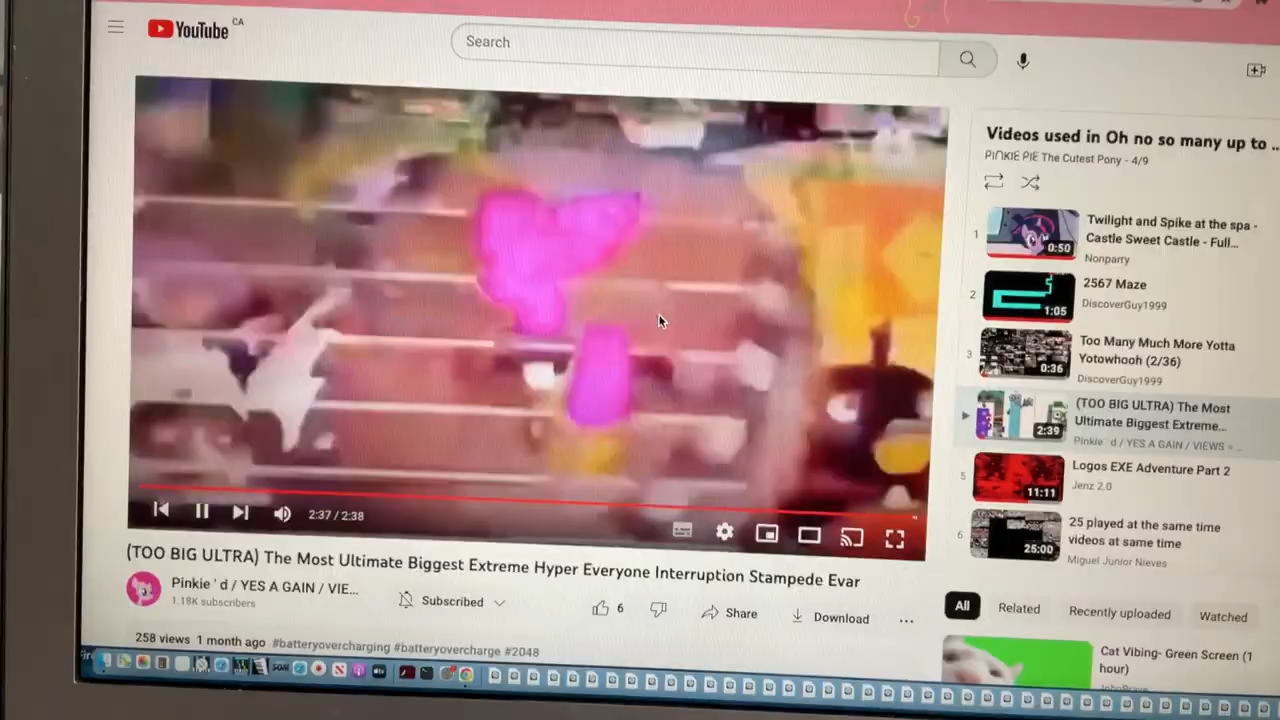 YouTube CA
Search
2:37 / 2:38
(TOO BIG ULTRA) The Most Ultimate Biggest Extreme Hyper Everyone Interruption Stampede Evar
Pinkie ' d / YES A GAIN / VIE...
1.18K subscribers
Subscribed
6
Share
Download
258 views 1 month ago #batteryovercharging #batteryovercharge #2048
Videos used in Oh no so many up to ..
PINKIE PIE The Cutest Pony - 4/9
1
0:50
Twilight and Spike at the spa -
Castle Sweet Castle - Full...
Nonparry
2
1:05
2567 Maze
DiscoverGuy1999
3
0:36
Too Many Much More Yotta
Yotowhooh (2/36)
DiscoverGuy1999
2:39
(TOO BIG ULTRA) The Most
Ultimate Biggest Extreme...
Pinkie ' d / YES A GAIN / VIEWS = ...
5
11:11
Logos EXE Adventure Part 2
Jenz 2.0
6
25:00
25 played at the same time
videos at same time
Miguel Junior Nieves
All
Related
Recently uploaded
Watched
Cat Vibing- Green Screen (1
hour)